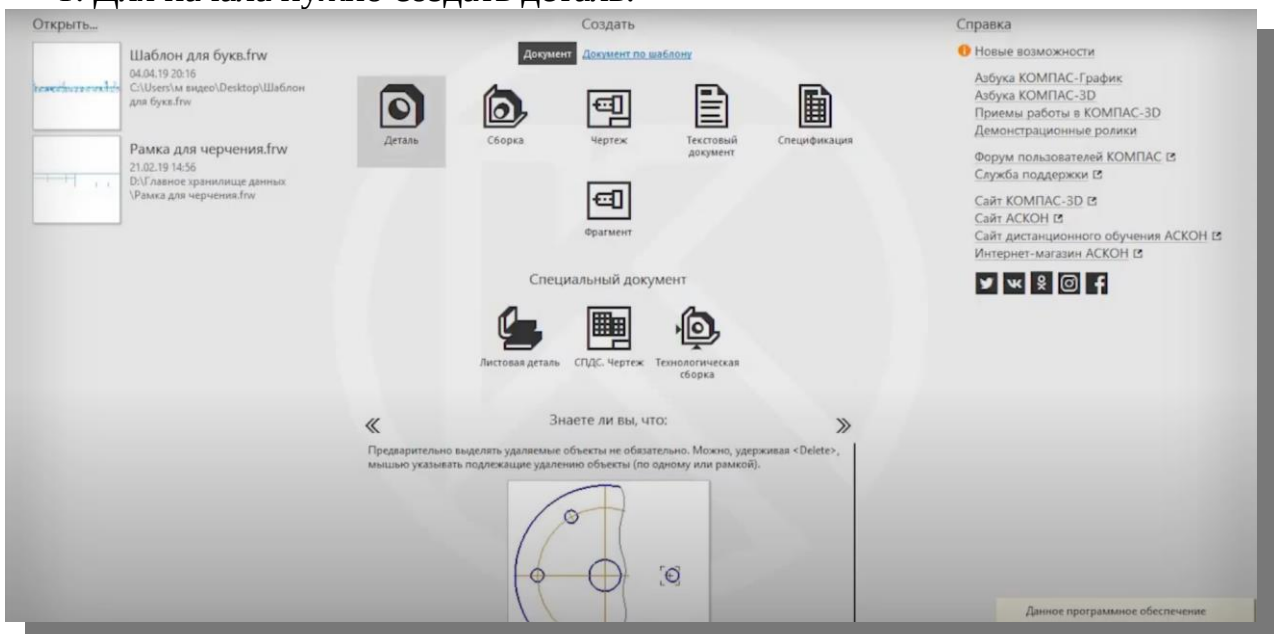 Для начала нужно создать деталь.
Открыть...
Шаблон для букв.frw
04.04.19 20:16
C:\Users\м видео\Desktop\Шаблон
для букв.frw
Рамка для черчения.frw
21.02.19 14:56
D:\Главное хранилище данных
\Рамка для черчения.frw
Создать
Документ Документ по шаблону
Деталь
Сборка
Чертеж
Текстовый
документ
Спецификация
Фрагмент
Специальный документ
Листовая деталь
СПДС. Чертеж
Технологическая
сборка
Знаете ли вы, что:
Предварительно выделять удаляемые объекты не обязательно. Можно, удерживая <Delete>,
мышью указывать подлежащие удалению объекты (по одному или рамкой).
Справка
Новые возможности
Азбука КОМПАС-График
Азбука КОМПАС-3D
Приемы работы в КОМПАС-3D
Демонстрационные ролики
Форум пользователей КОМПАС
Служба поддержки
Сайт КОМПАС-3D
Сайт АСКОН
Сайт дистанционного обучения АСКОН
Интернет-магазин АСКОН
Данное программное обеспечение